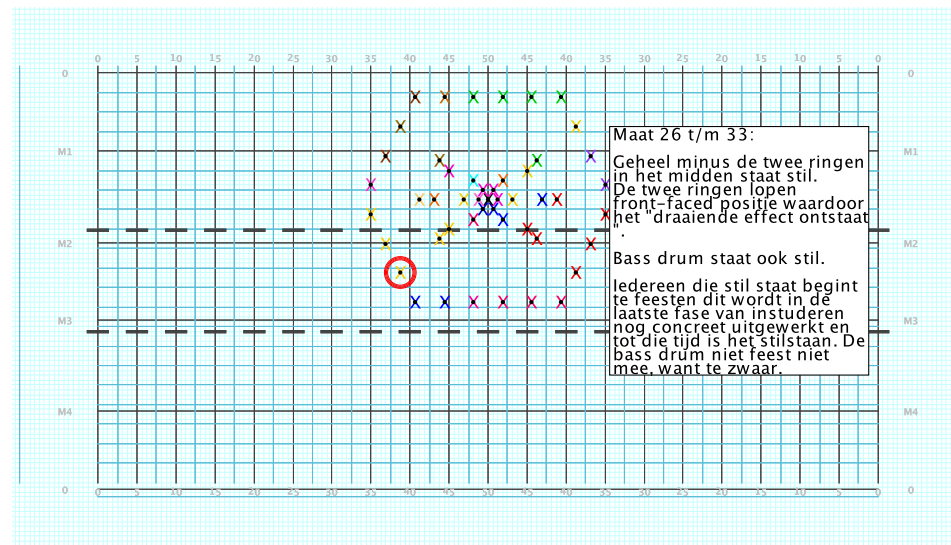 0 5 10 15 20 25 30 35 40 45 50 45 40 35 30 25 20 15 10 5 0
0 0
Maat 26 t/m 33:
M1 M1
Geheel minus de twee ringen
in het midden staat stil.
De twee ringen lopen
front-faced positie waardoor
het "draaiende effect ontstaat
".
M2 M2
Bass drum staat ook stil.
Iedereen die stil staat begint
te feesten dit wordt in de
laatste fase van instuderen
M3 M3
nog concreet uitgewerkt en
tot die tijd is het stilstaan. De
bass drum niet feest niet
mee, want te zwaar.
M4 M4
0 0
0 5 10 15 20 25 30 35 40 45 50 45 40 35 30 25 20 15 10 5 0